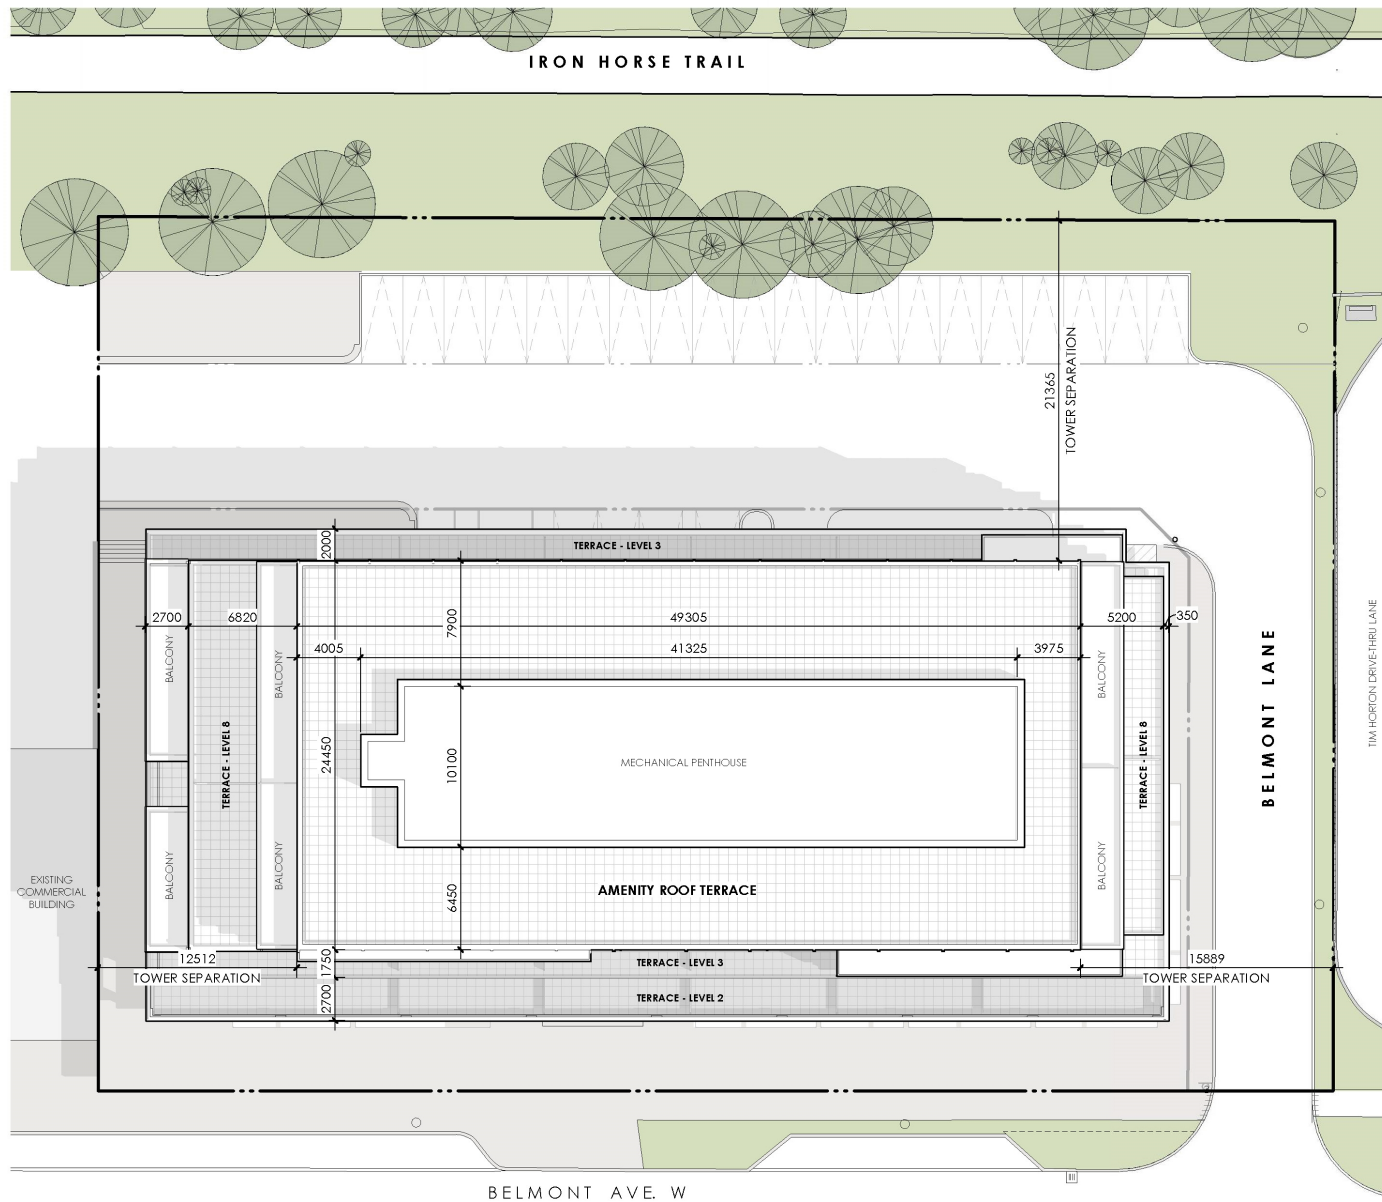 IRON HORSE TRAIL
21365
TOWER SEPARATION
2000
TERRACE - LEVEL 3
2700
6820
7900
49305
5200
350
4005
41325
3975
BALCONY
BALCONY
BALCONY
TERRACE - LEVEL 8
24450
10100
MECHANICAL PENTHOUSE
TERRACE - LEVEL 8
BELMONT LANE
TIM HORTON DRIVE-THRU LANE
BALCONY
BALCONY
BALCONY
6450
AMENITY ROOF TERRACE
EXISTING
COMMERCIAL
BUILDING
12512
TOWER SEPARATION
1750
TERRACE - LEVEL 3
15889
TOWER SEPARATION
2700
TERRACE - LEVEL 2
BELMONT AVE. W